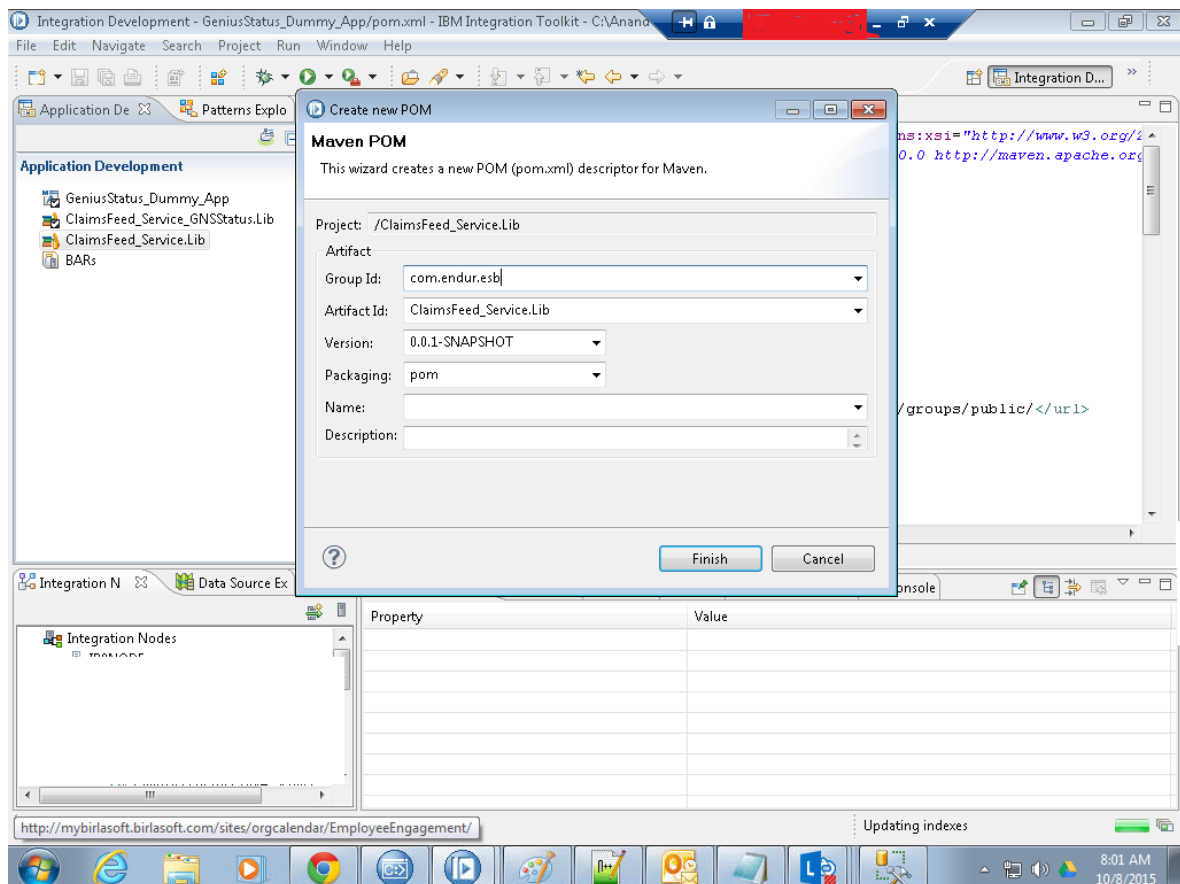 Integration Development - GeniusStatus_Dummy_App/pom.xml - IBM Integration Toolkit - C:\Anand
File Edit Navigate Search Project Run Window Help
Integration D... »
Application De Patterns Explo
Application Development
GeniusStatus_Dummy_App
ClaimsFeed_Service_GNSStatus.Lib
ClaimsFeed_Service.Lib
BARs
Create new POM
Maven POM
This wizard creates a new POM (pom.xml) descriptor for Maven.
Project: /ClaimsFeed_Service.Lib
Artifact
Group Id: com.endur.esb
Artifact Id: ClaimsFeed_Service.Lib
Version: 0.0.1-SNAPSHOT
Packaging: pom
Name:
Description:
Finish Cancel
ns:xsi="http://www.w3.org/2
0.0 http://maven.apache.org
/groups/public/</url>
Integration N Data Source Ex
onsole
Integration Nodes
Property Value
http://mybirlasoft.birlasoft.com/sites/orgcalendar/EmployeeEngagement/
Updating indexes
8:01 AM
10/8/2015